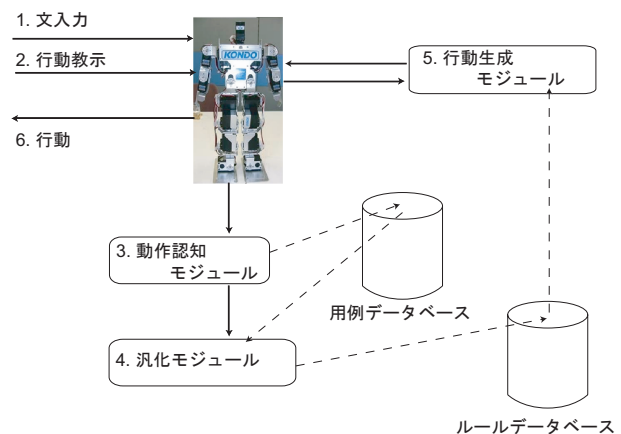 1. 文入力
2. 行動教示
6. 行動
KONDO
5. 行動生成
モジュール
3. 動作認知
モジュール
用例データベース
4. 汎化モジュール
ルールデータベース